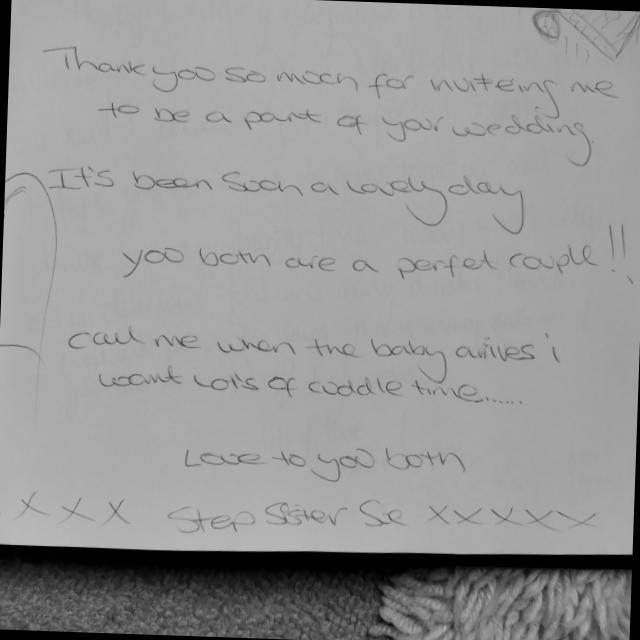 Thank you so much for inviteing me
to be a part of your wedding
It's been Such a lovely day
you both are a perfet couple !!
call me when the baby arrives i
want lots of cuddle time......
Love to you both
x x x Step Sister Se x x x x x